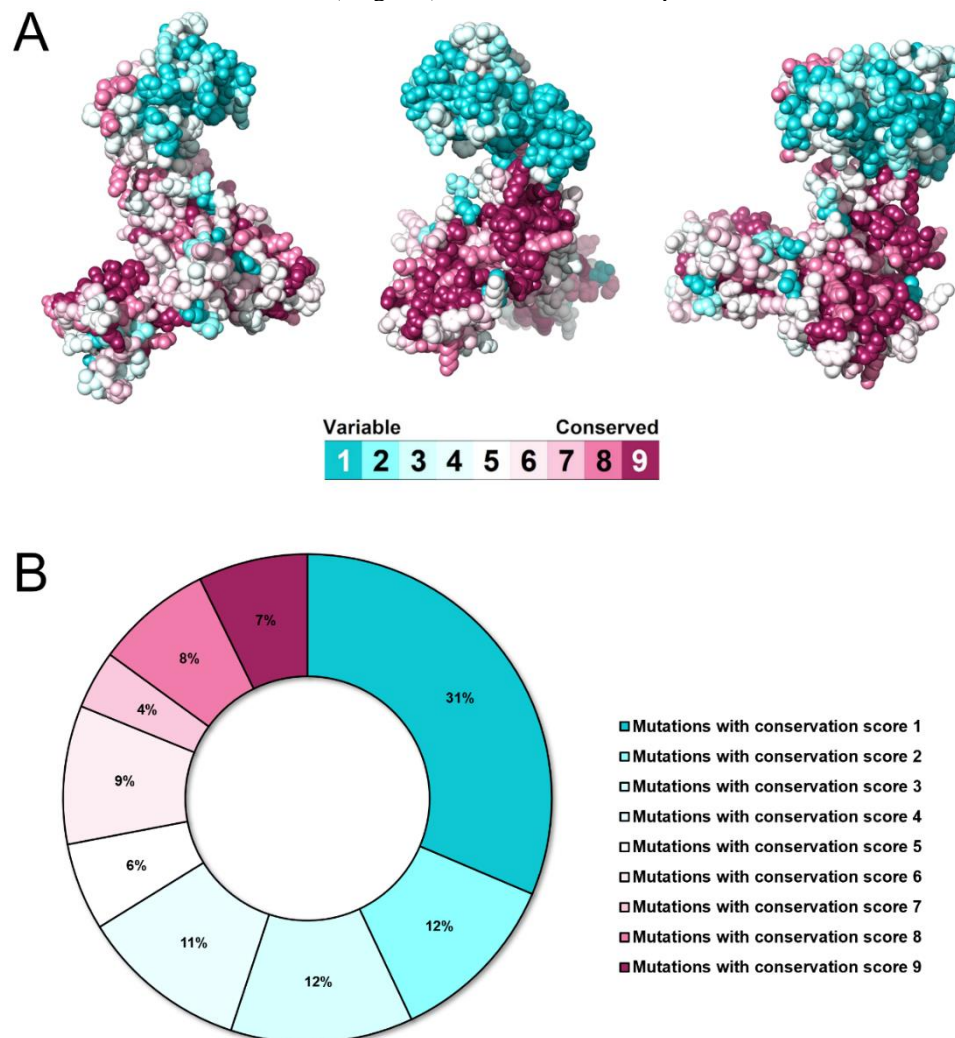 A
Variable Conserved
1 2 3 4 5 6 7 8 9
B
7%
8%
31%
4%
9%
6%
12%
11%
12%
Mutations with conservation score 1
Mutations with conservation score 2
Mutations with conservation score 3
Mutations with conservation score 4
Mutations with conservation score 5
Mutations with conservation score 6
Mutations with conservation score 7
Mutations with conservation score 8
Mutations with conservation score 9